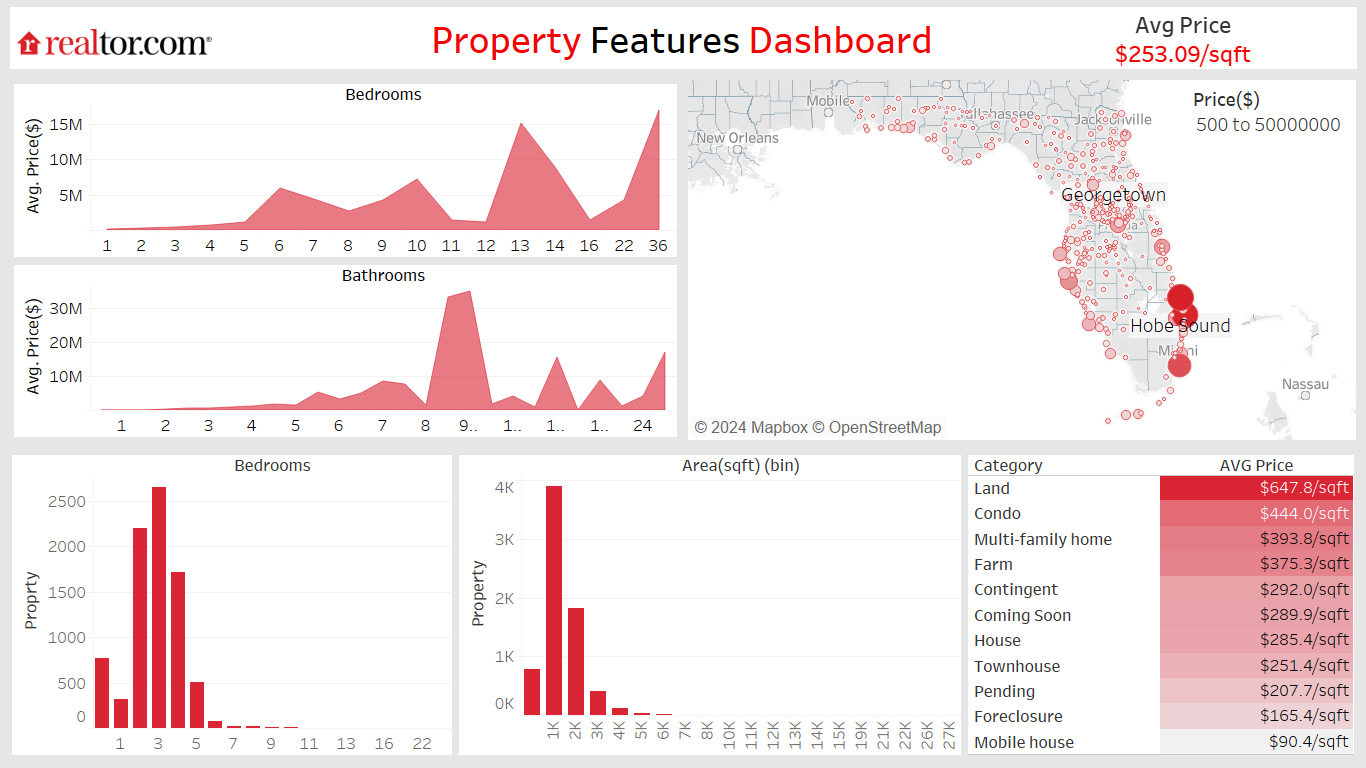 realtor.com®
Property Features Dashboard
Avg Price
$253.09/sqft
Bedrooms
Avg. Price($)
15M
10M
5M
1 2 3 4 5 6 7 8 9 10 11 12 13 14 16 22 36
Bathrooms
Avg. Price($)
30M
20M
10M
1 2 3 4 5 6 7 8 9.. 1.. 1.. 1.. 24
Price($)
500 to 50000000
Mobile
Tallahassee
Jacksonville
New Orleans
Georgetown
Florida
Hobe Sound
Miami
Nassau
© 2024 Mapbox © OpenStreetMap
Bedrooms
Proprty
2500
2000
1500
1000
500
0
1 3 5 7 9 11 13 16 22
Area(sqft) (bin)
Property
4K
3K
2K
1K
0K
1K 2K 3K 4K 5K 6K 7K 8K 10K 11K 12K 13K 14K 15K 19K 21K 22K 26K 27K
Category AVG Price
Land $647.8/sqft
Condo $444.0/sqft
Multi-family home $393.8/sqft
Farm $375.3/sqft
Contingent $292.0/sqft
Coming Soon $289.9/sqft
House $285.4/sqft
Townhouse $251.4/sqft
Pending $207.7/sqft
Foreclosure $165.4/sqft
Mobile house $90.4/sqft